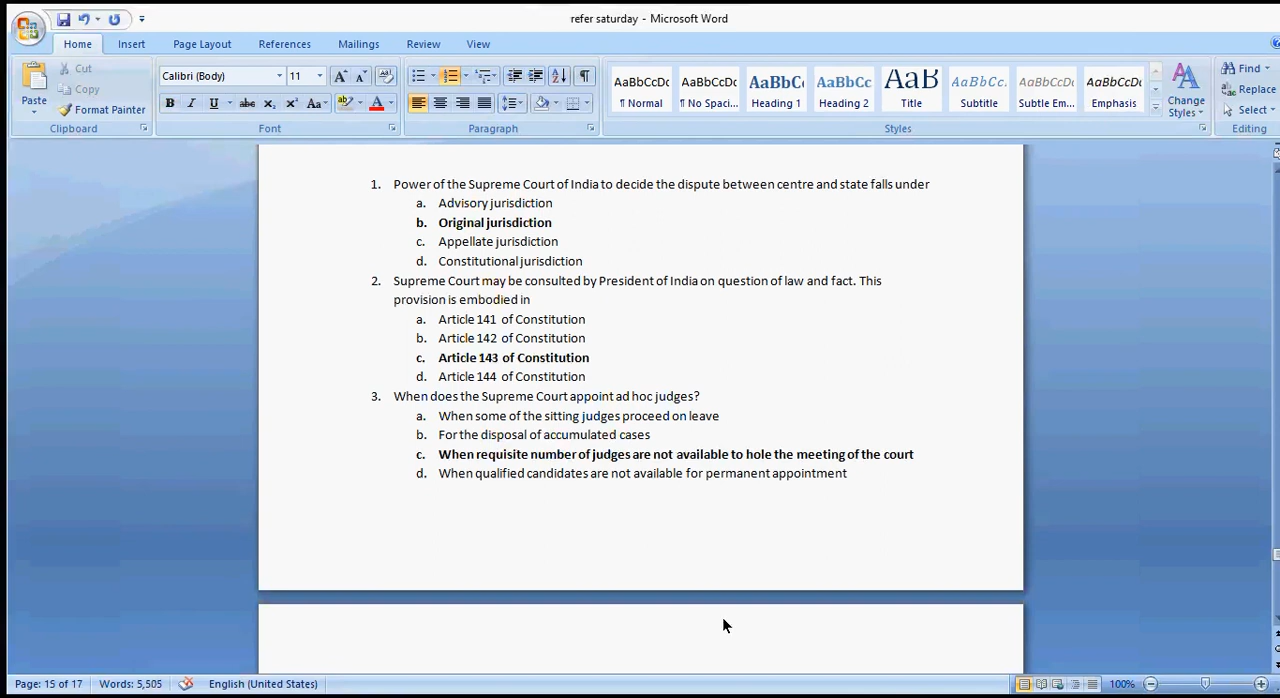 refer saturday - Microsoft Word
Home Insert Page Layout References Mailings Review View
Paste
Cut
Copy
Format Painter
Clipboard
Calibri (Body) 11
B I U abc x₂ x² Aa
Font
Paragraph
AaBbCcDc AaBbCcDc AaBbCc AaBbCc AaB AaBbCc. AaBbCcDc AaBbCcDc
¶ Normal ¶ No Spaci... Heading 1 Heading 2 Title Subtitle Subtle Em... Emphasis
Change Styles
Styles
Find
Replace
Select
Editing
1. Power of the Supreme Court of India to decide the dispute between centre and state falls under
a. Advisory jurisdiction
b. Original jurisdiction
c. Appellate jurisdiction
d. Constitutional jurisdiction
2. Supreme Court may be consulted by President of India on question of law and fact. This
provision is embodied in
a. Article 141 of Constitution
b. Article 142 of Constitution
c. Article 143 of Constitution
d. Article 144 of Constitution
3. When does the Supreme Court appoint ad hoc judges?
a. When some of the sitting judges proceed on leave
b. For the disposal of accumulated cases
c. When requisite number of judges are not available to hole the meeting of the court
d. When qualified candidates are not available for permanent appointment
Page: 15 of 17 Words: 5,505 English (United States) 100%